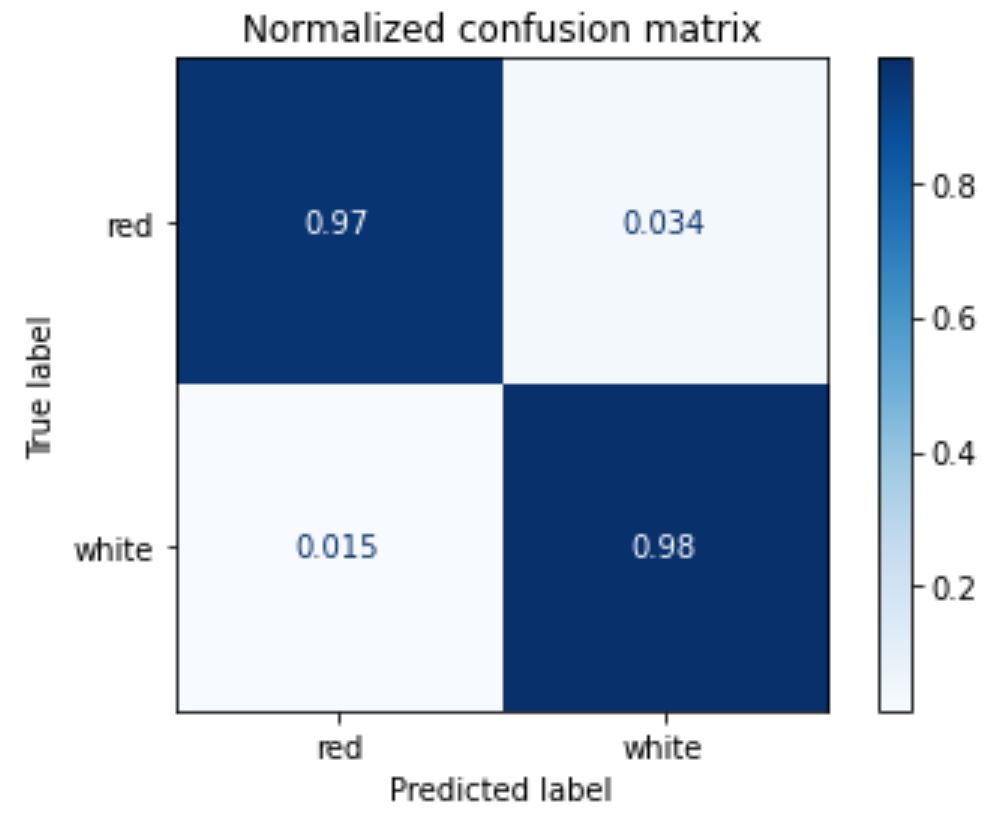 Normalized confusion matrix
True label
red
0.97
0.034
white
0.015
0.98
red
white
Predicted label
0.8
0.6
0.4
0.2